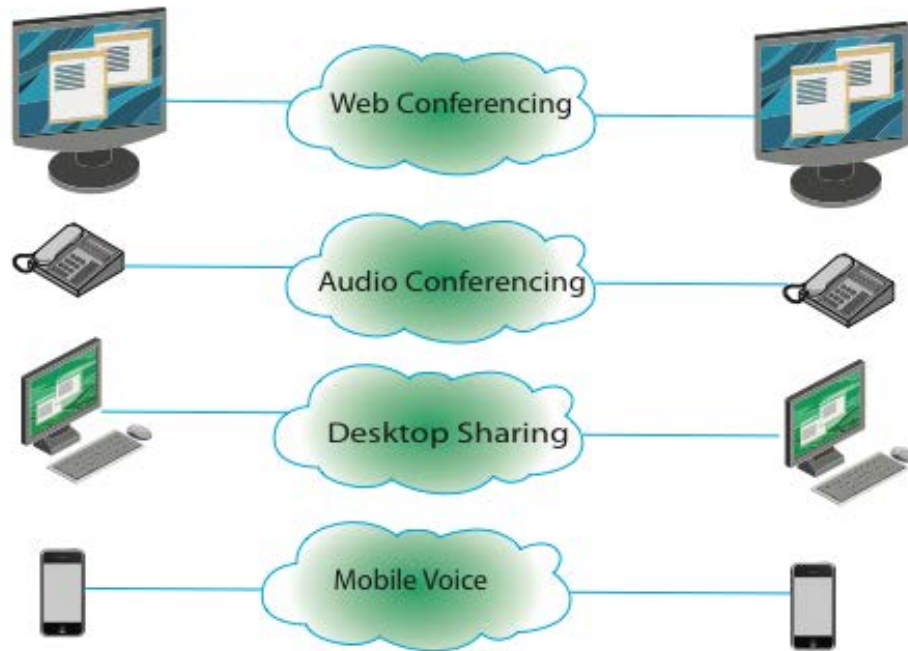 Web Conferencing
Audio Conferencing
Desktop Sharing
Mobile Voice